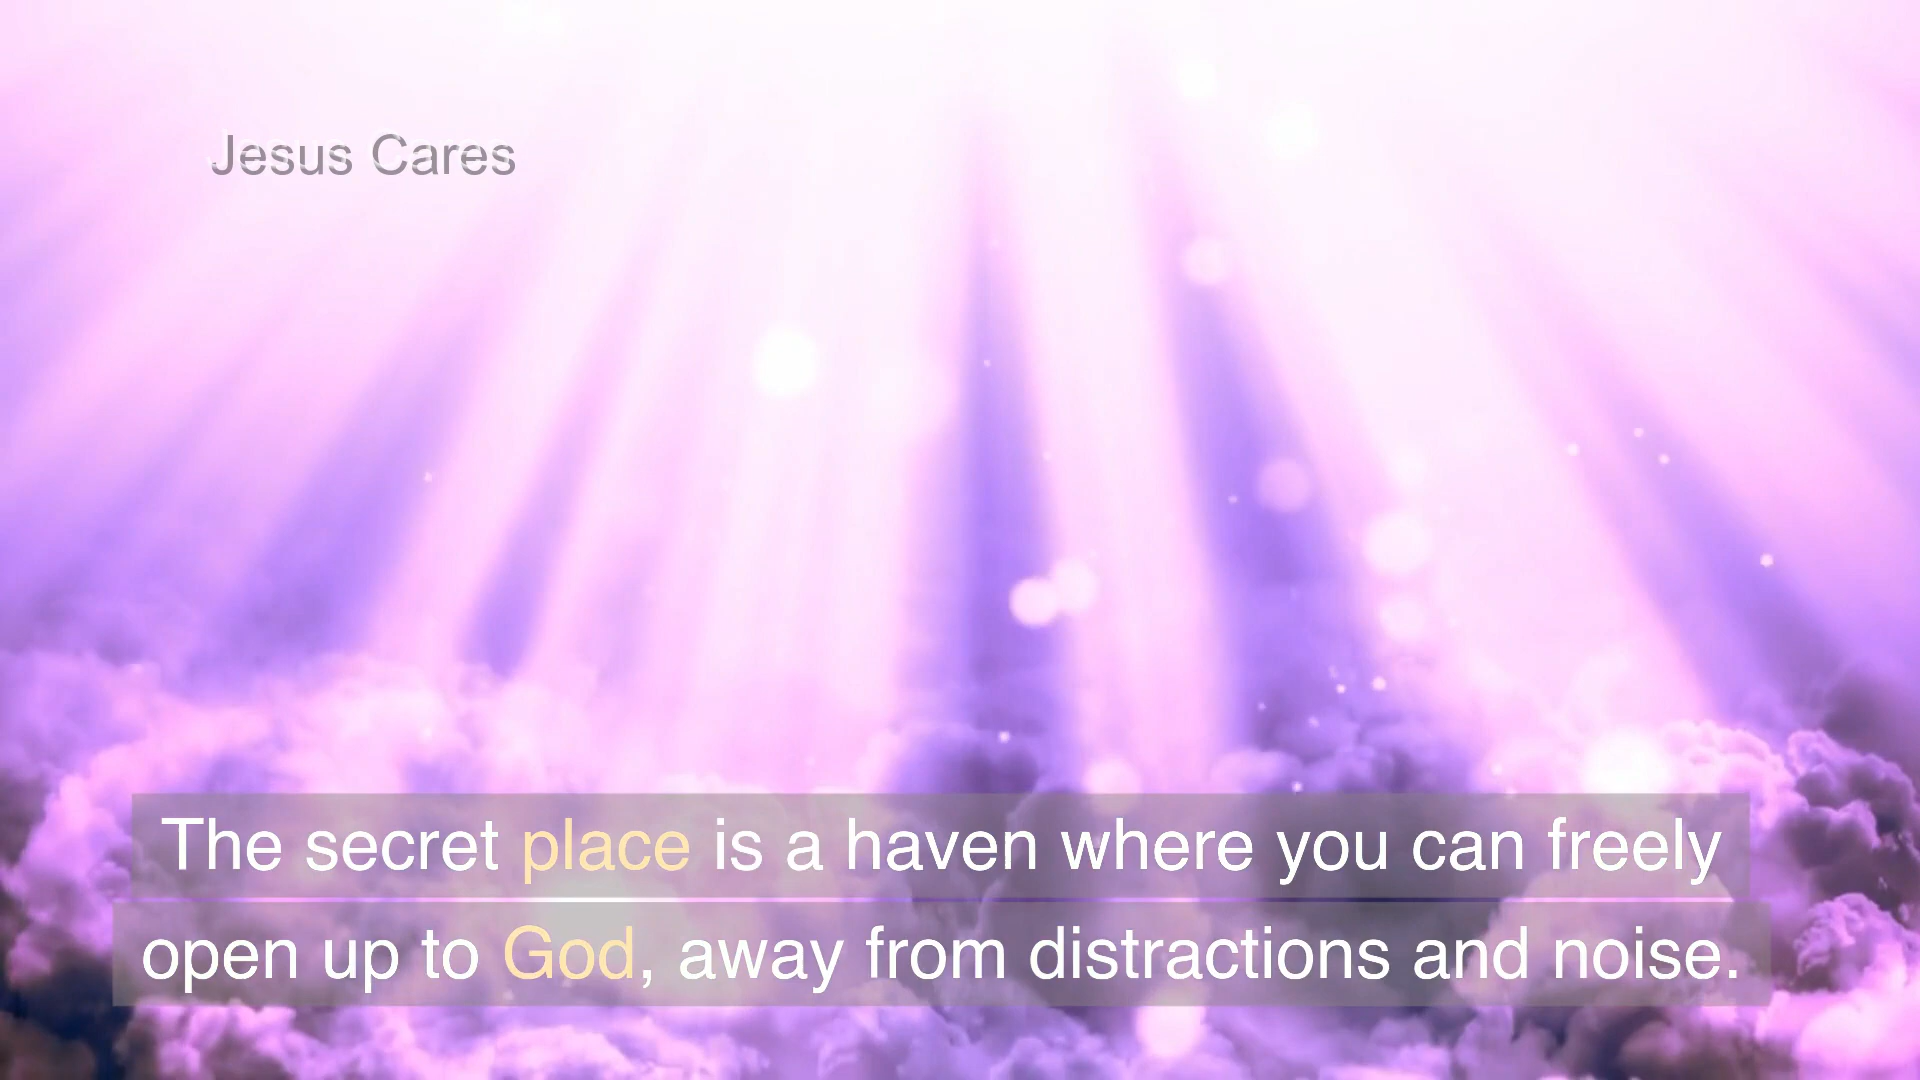 Jesus Cares
The secret place is a haven where you can freely
open up to God, away from distractions and noise.